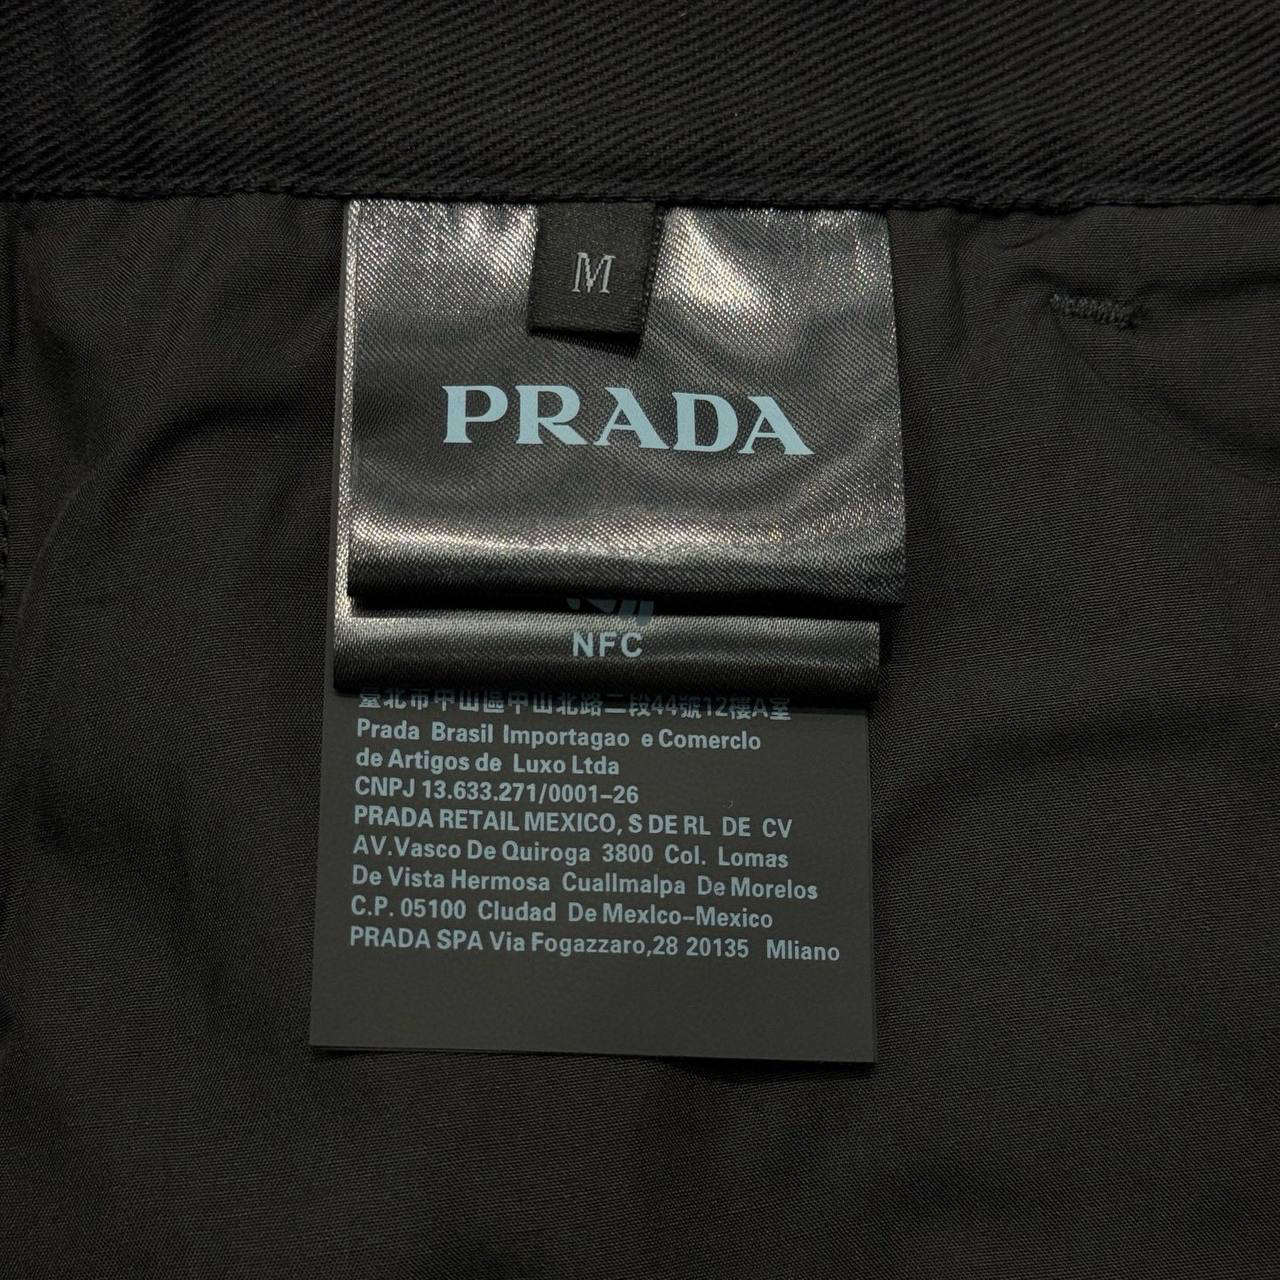 M
PRADA
NFC
臺北市中山區中山北路二段44號12樓A室
Prada Brasil Importagao e Comerclo
de Artigos de Luxo Ltda
CNPJ 13.633.271/0001-26
PRADA RETAIL MEXICO, S DE RL DE CV
AV.Vasco De Quiroga 3800 Col. Lomas
De Vista Hermosa Cuallmalpa De Morelos
C.P. 05100 Cludad De Mexlco-Mexico
PRADA SPA Via Fogazzaro,28 20135 Mliano